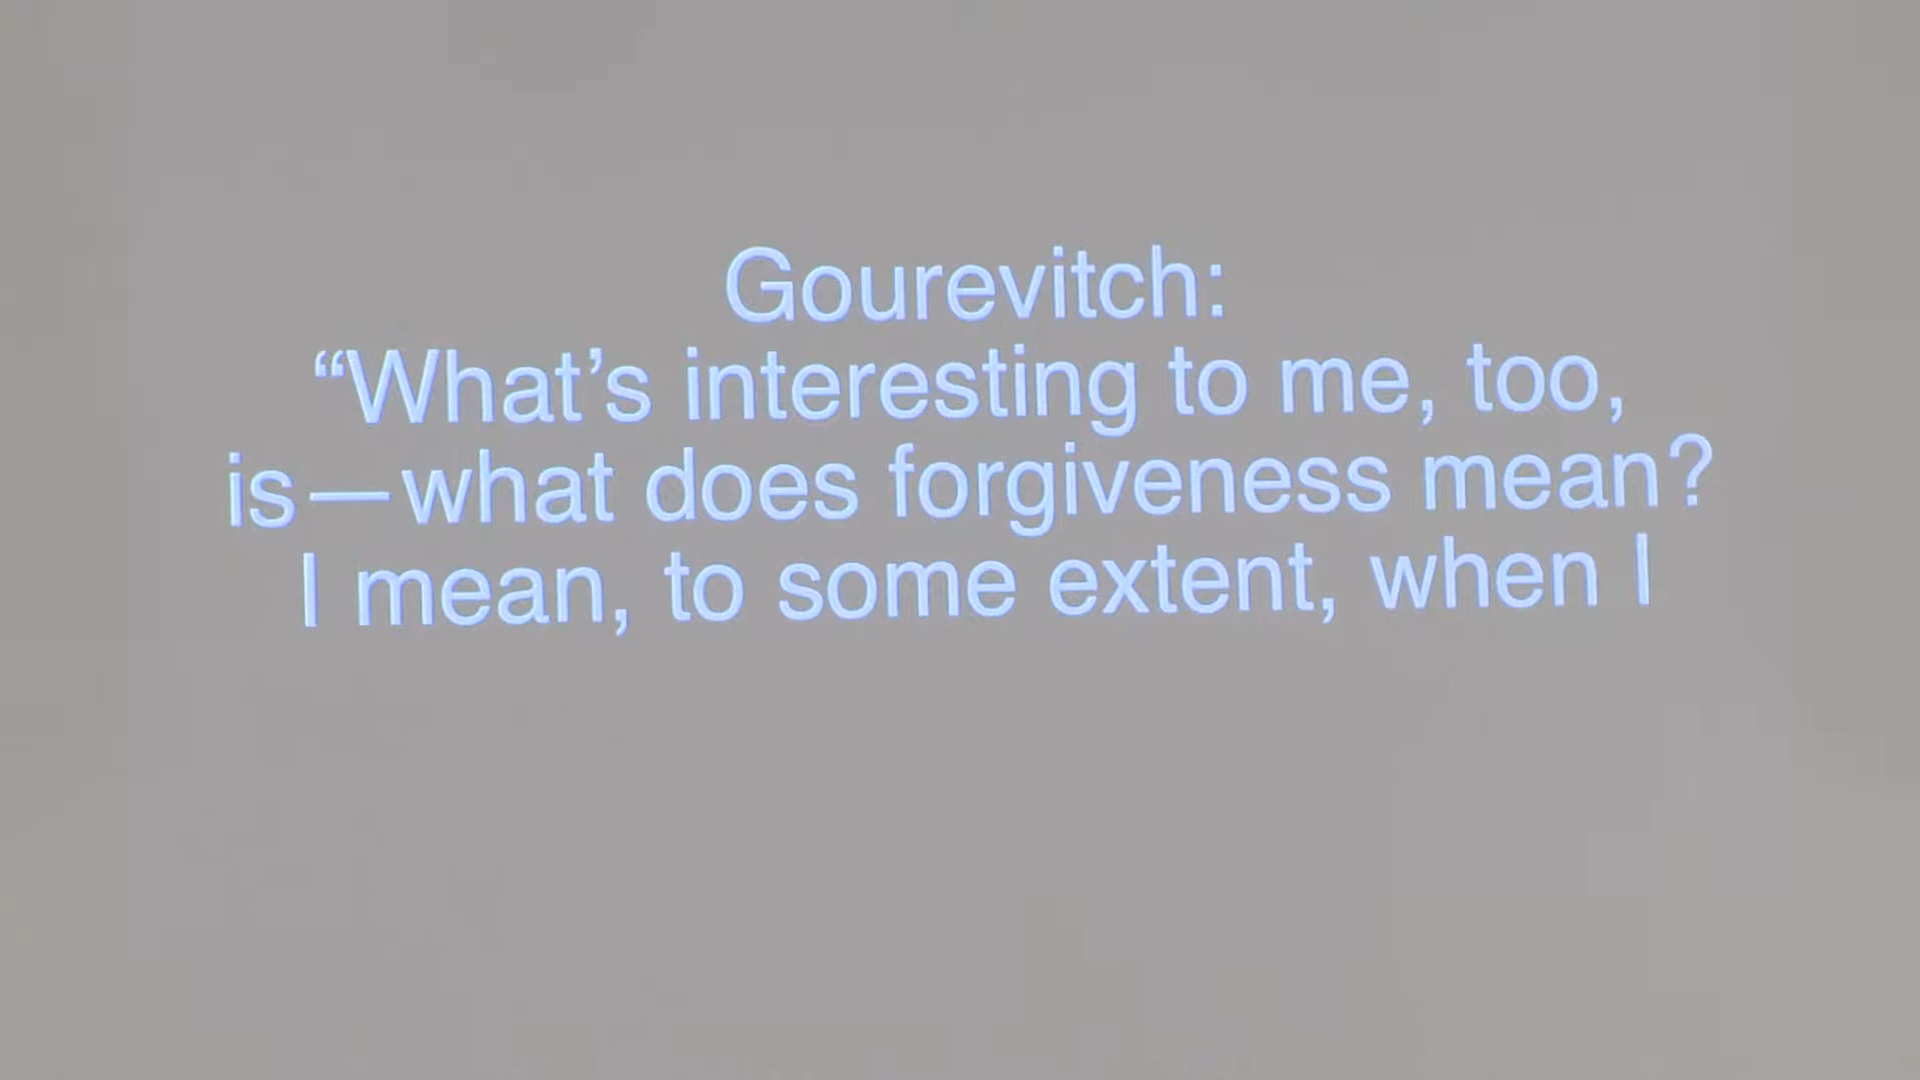 Gourevitch:
“What’s interesting to me, too,
is—what does forgiveness mean?
I mean, to some extent, when I